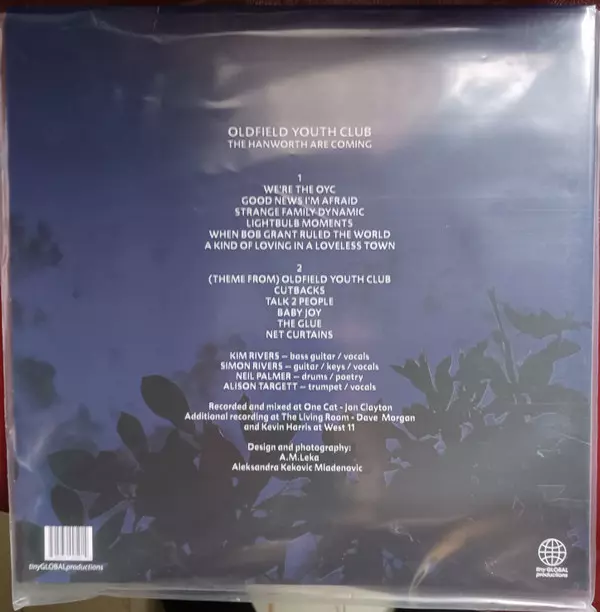 OLDFIELD YOUTH CLUB
THE HANWORTH ARE COMING
1
WE'RE THE OYC
GOOD NEWS I'M AFRAID
STRANGE FAMILY DYNAMIC
LIGHTBULB MOMENTS
WHEN BOB GRANT RULED THE WORLD
A KIND OF LOVING IN A LOVELESS TOWN
2
(THEME FROM) OLDFIELD YOUTH CLUB
CUTBACKS
TALK 2 PEOPLE
BABY JOY
THE GLUE
NET CURTAINS
KIM RIVERS – bass guitar / vocals
SIMON RIVERS – guitar / keys / vocals
NEIL PALMER – drums / poetry
ALISON TARGETT – trumpet / vocals
Recorded and mixed at One Cat - Jon Clayton
Additional recording at The Living Room - Dave Morgan
and Kevin Harris at West 11
Design and photography:
A.M.Leka
Aleksandra Kekovic Mladenovic
tinyGLOBALproductions
tinyGLOBAL
productions